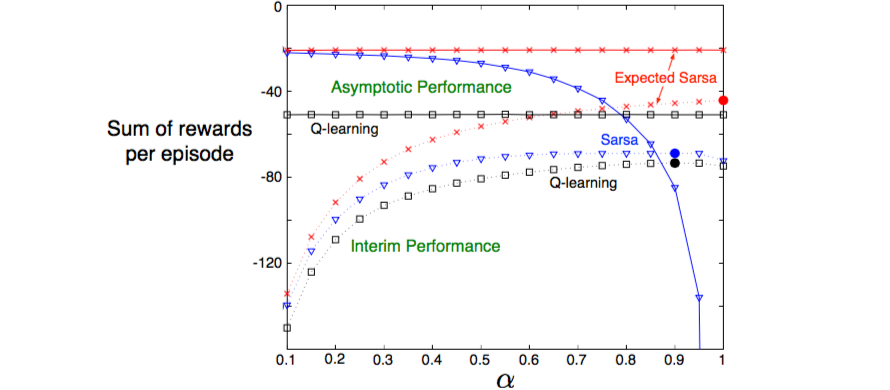 0
-40
-80
-120
Sum of rewards
per episode
Expected Sarsa
Asymptotic Performance
Q-learning
Sarsa
Q-learning
Interim Performance
0.1 0.2 0.3 0.4 0.5 0.6 0.7 0.8 0.9 1
α